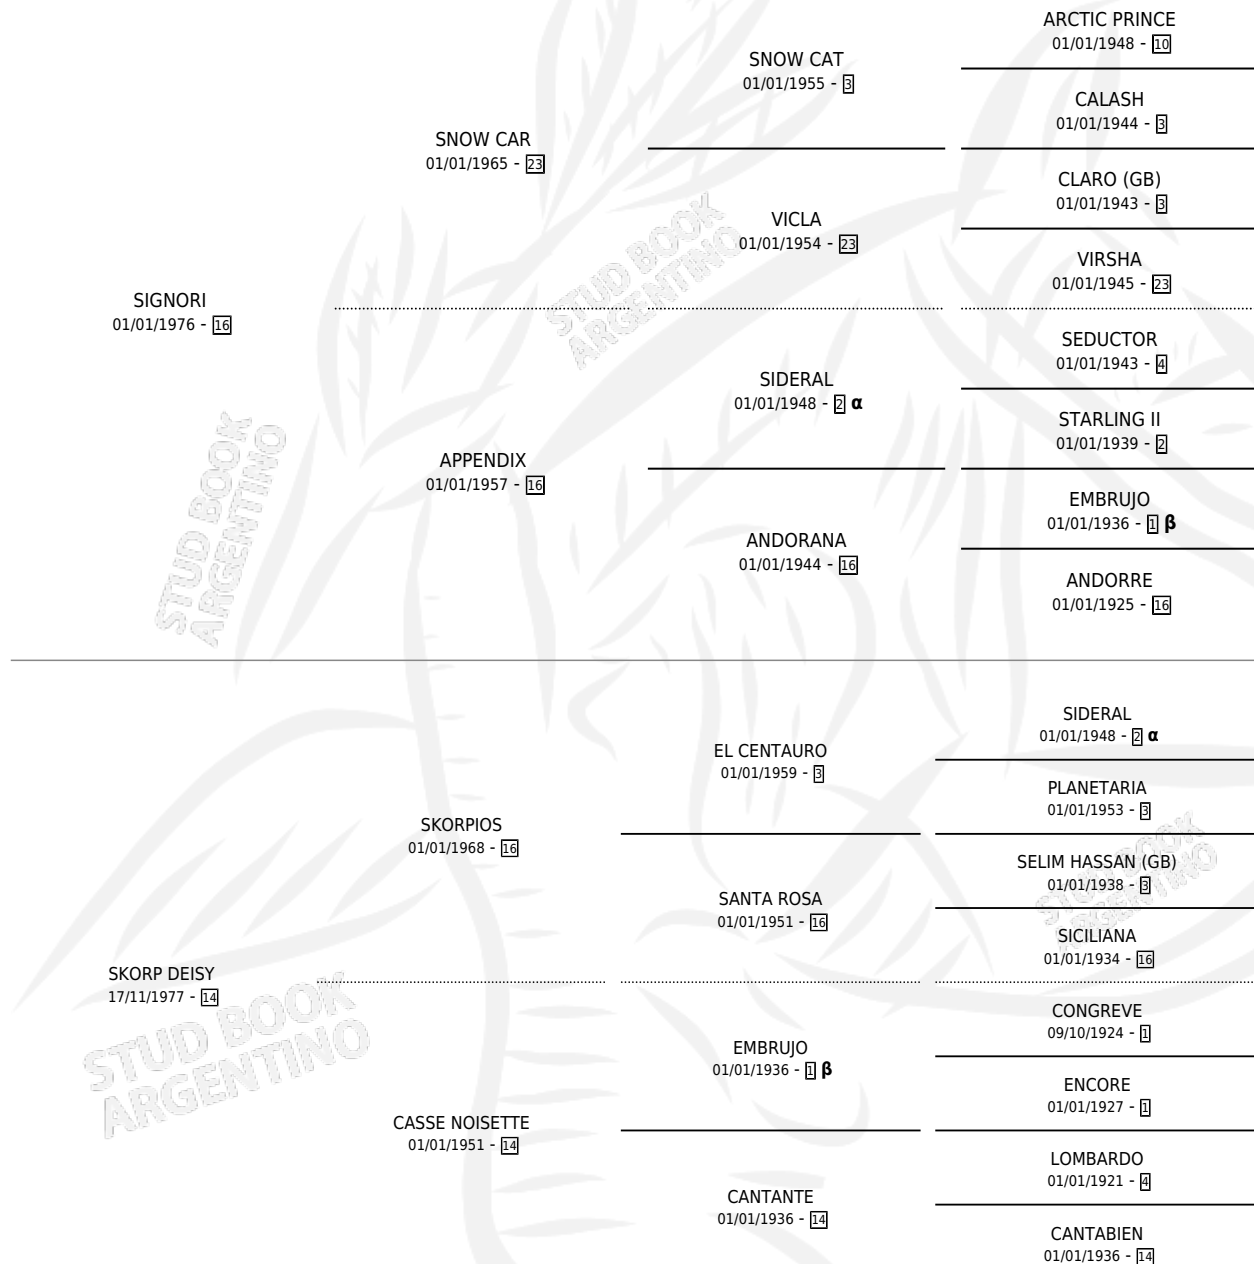 ARCTIC PRINCE
01/01/1948 - 10
SNOW CAT
01/01/1955 - 3
CALASH
01/01/1944 - 3
SNOW CAR
01/01/1965 - 23
CLARO (GB)
01/01/1943 - 3
VICLA
01/01/1954 - 23
VIRSHA
01/01/1945 - 23
SIGNORI
01/01/1976 - 16
SEDUCTOR
01/01/1943 - 4
SIDERAL
01/01/1948 - 2 α
STARLING II
01/01/1939 - 2
APPENDIX
01/01/1957 - 16
EMBRUJO
01/01/1936 - 1 β
ANDORANA
01/01/1944 - 16
ANDORRE
01/01/1925 - 16
SIDERAL
01/01/1948 - 2 α
EL CENTAURO
01/01/1959 - 3
PLANETARIA
01/01/1953 - 3
SKORPIOS
01/01/1968 - 16
SELIM HASSAN (GB)
01/01/1938 - 3
SANTA ROSA
01/01/1951 - 16
SICILIANA
01/01/1934 - 16
SKORP DEISY
17/11/1977 - 14
CONGREVE
09/10/1924 - 1
EMBRUJO
01/01/1936 - 1 β
ENCORE
01/01/1927 - 1
CASSE NOISETTE
01/01/1951 - 14
LOMBARDO
01/01/1921 - 4
CANTANTE
01/01/1936 - 14
CANTABIEN
01/01/1936 - 14
STUD BOOK
ARGENTINO
STUD BOOK
ARGENTINO
STUD BOOK
ARGENTINO
STUD BOOK
ARGENTINO